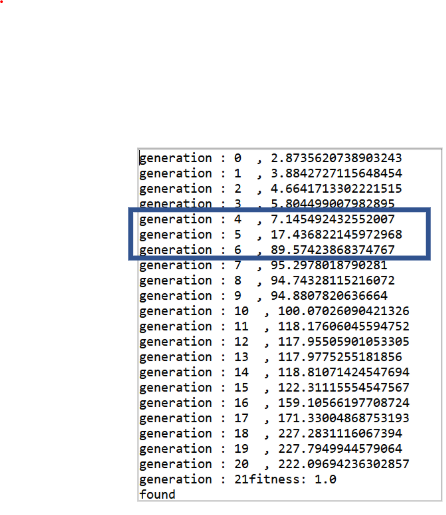 generation : 0  , 2.8735620738903243
generation : 1  , 3.8842727115648454
generation : 2  , 4.6641713302221515
generation : 3  , 5.804499007982895
generation : 4  , 7.145492432552007
generation : 5  , 17.436822145972968
generation : 6  , 89.57423868374767
generation : 7  , 95.2978018790281
generation : 8  , 94.74328115216072
generation : 9  , 94.8807820636664
generation : 10  , 100.07026090421326
generation : 11  , 118.17606045594752
generation : 12  , 117.95505901053305
generation : 13  , 117.9775255181856
generation : 14  , 118.81071424547694
generation : 15  , 122.31115554547567
generation : 16  , 159.10566197708724
generation : 17  , 171.33004868753193
generation : 18  , 227.2831116067394
generation : 19  , 227.7949944579064
generation : 20  , 222.09694236302857
generation : 21fitness: 1.0
found